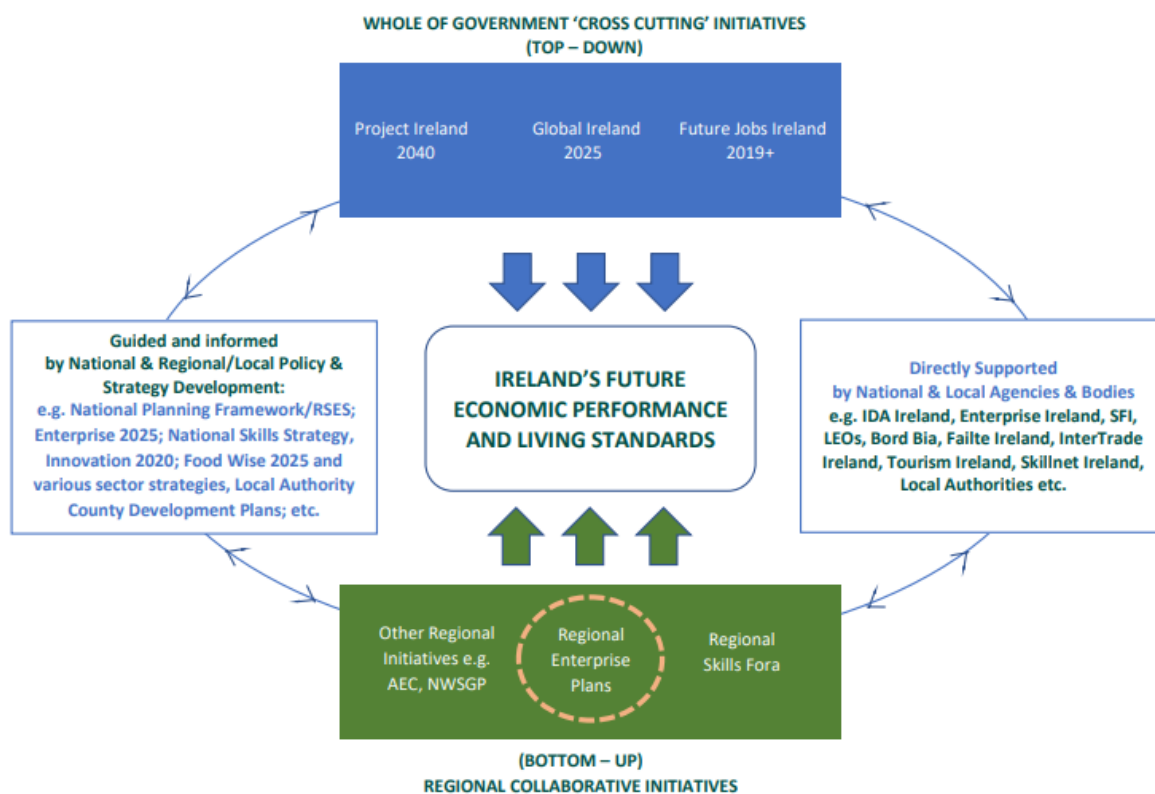 WHOLE OF GOVERNMENT ‘CROSS CUTTING’ INITIATIVES
(TOP – DOWN)
Project Ireland
2040
Global Ireland
2025
Future Jobs Ireland
2019+
Guided and informed
by National & Regional/Local Policy &
Strategy Development:
e.g. National Planning Framework/RSES;
Enterprise 2025; National Skills Strategy,
Innovation 2020; Food Wise 2025 and
various sector strategies, Local Authority
County Development Plans; etc.
IRELAND’S FUTURE
ECONOMIC PERFORMANCE
AND LIVING STANDARDS
Directly Supported
by National & Local Agencies & Bodies
e.g. IDA Ireland, Enterprise Ireland, SFI,
LEOs, Bord Bia, Failte Ireland, InterTrade
Ireland, Tourism Ireland, Skillnet Ireland,
Local Authorities etc.
Other Regional
Initiatives e.g.
AEC, NWSGP
Regional
Enterprise
Plans
Regional
Skills Fora
(BOTTOM – UP)
REGIONAL COLLABORATIVE INITIATIVES